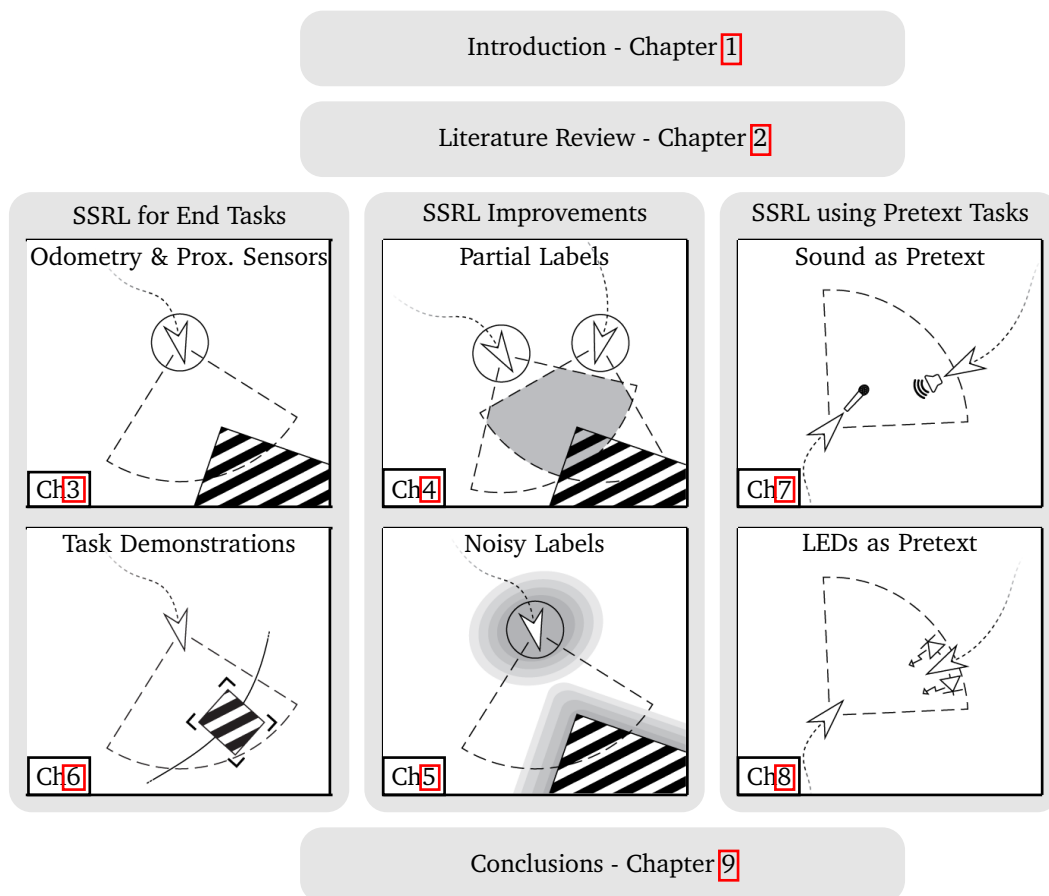 Introduction - Chapter 1
Literature Review - Chapter 2
SSRL for End Tasks
Odometry & Prox. Sensors
Ch3
Task Demonstrations
Ch6
SSRL Improvements
Partial Labels
Ch4
Noisy Labels
Ch5
SSRL using Pretext Tasks
Sound as Pretext
Ch7
LEDs as Pretext
Ch8
Conclusions - Chapter 9